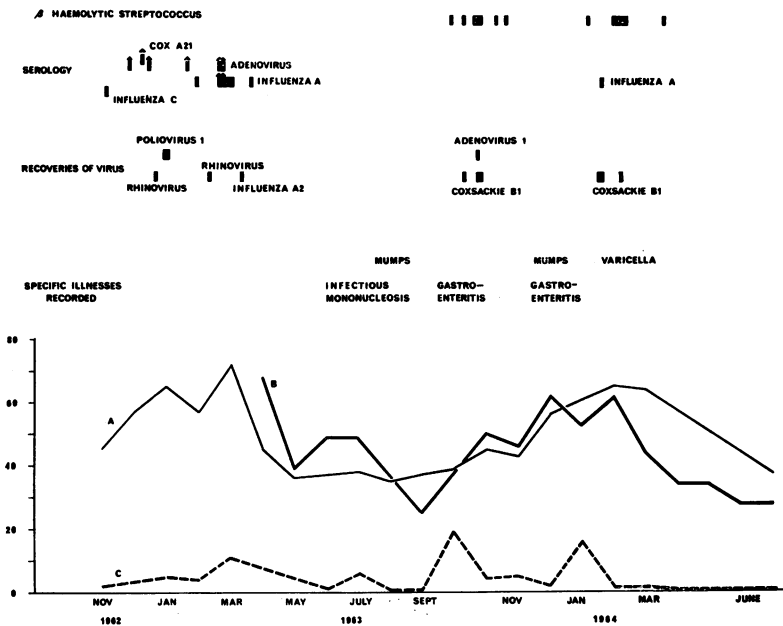 β HAEMOLYTIC STREPTOCOCCUS
COX A21
SEROLOGY
ADENOVIRUS
INFLUENZA A
INFLUENZA A
INFLUENZA C
POLIOVIRUS 1
ADENOVIRUS 1
RECOVERIES OF VIRUS
RHINOVIRUS
RHINOVIRUS
INFLUENZA A2
COXSACKIE B1
COXSACKIE B1
MUMPS
MUMPS
VARICELLA
SPECIFIC ILLNESSES
RECORDED
INFECTIOUS
MONONUCLEOSIS
GASTRO–
ENTERITIS
GASTRO–
ENTERITIS
80
B
60
A
40
20
C
0
NOV JAN MAR MAY JULY SEPT NOV JAN MAR JUNE
1962 1963 1964